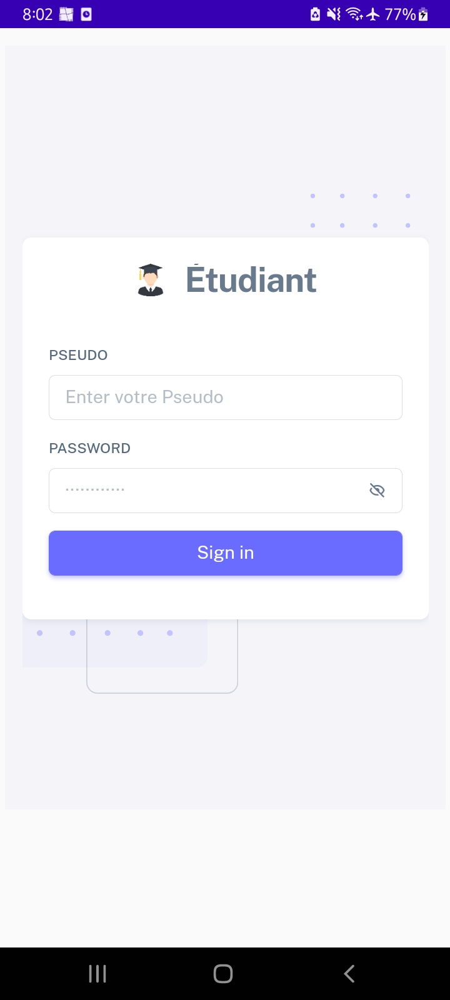 8:02 77%
Étudiant
PSEUDO
Enter votre Pseudo
PASSWORD
············
Sign in